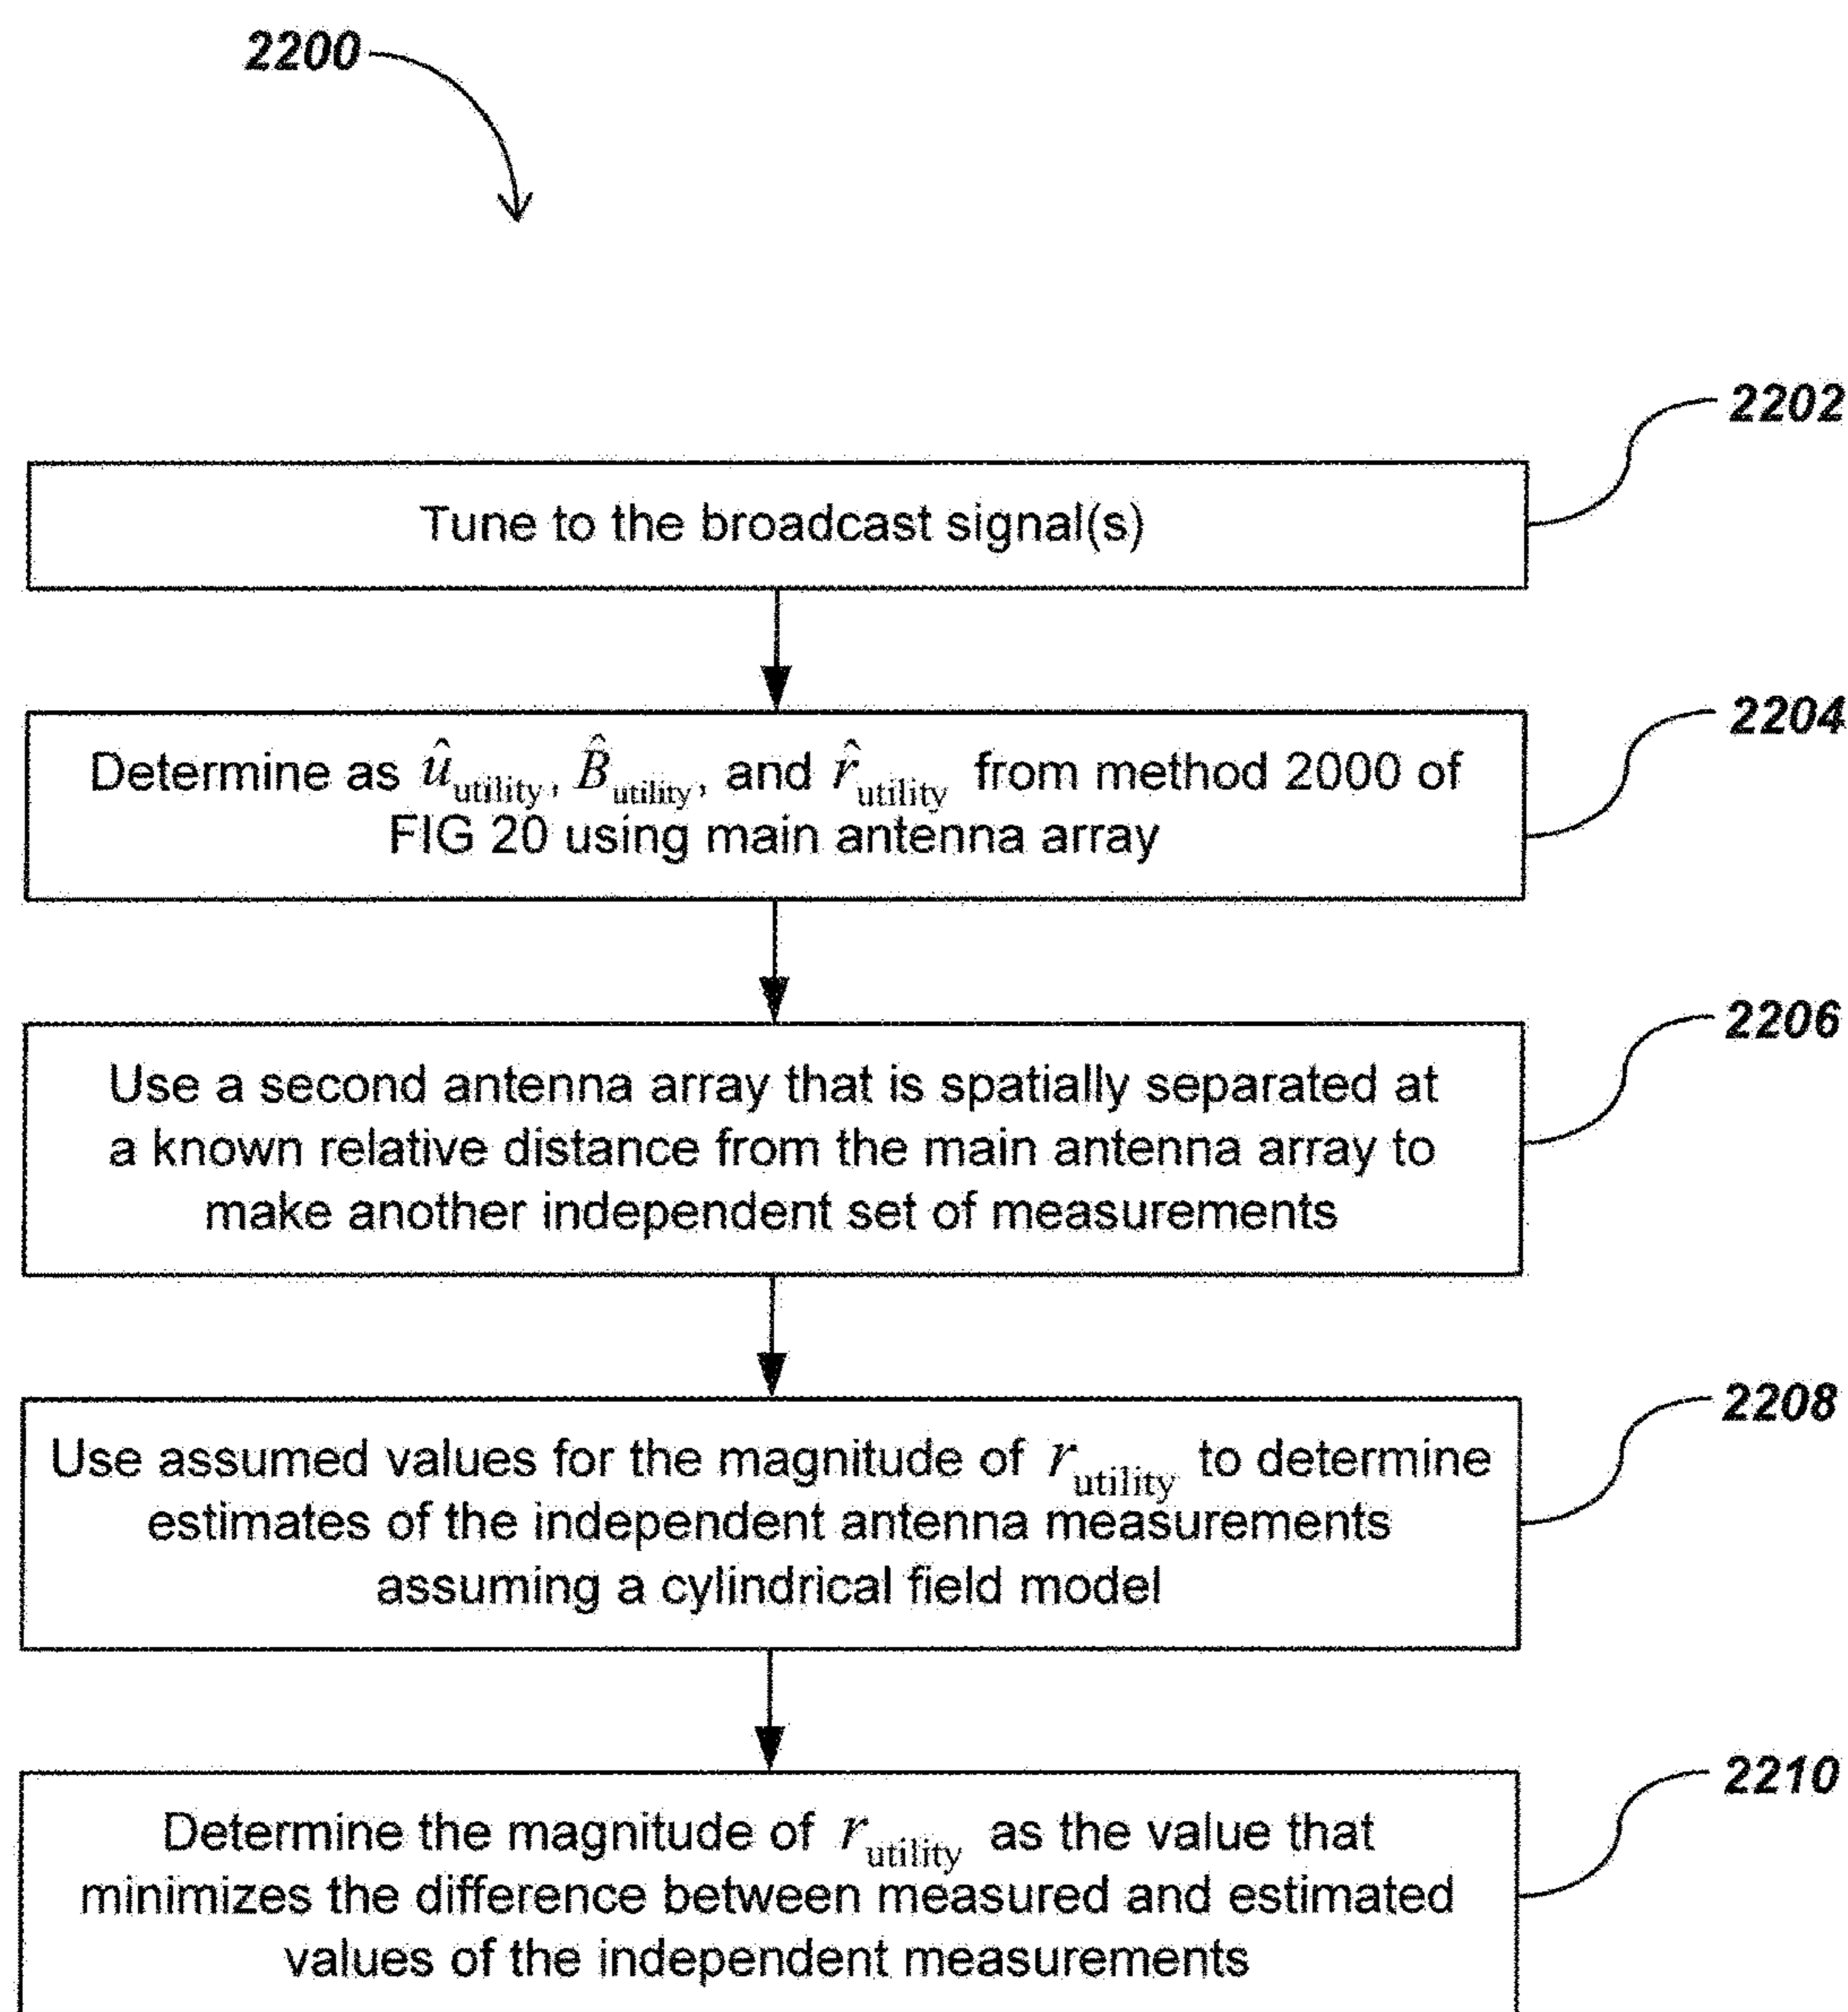 2200
2202
Tune to the broadcast signal(s)
2204
Determine as û_utility, B̂_utility, and r̂_utility from method 2000 of
FIG 20 using main antenna array
2206
Use a second antenna array that is spatially separated at
a known relative distance from the main antenna array to
make another independent set of measurements
2208
Use assumed values for the magnitude of r_utility to determine
estimates of the independent antenna measurements
assuming a cylindrical field model
2210
Determine the magnitude of r_utility as the value that
minimizes the difference between measured and estimated
values of the independent measurements